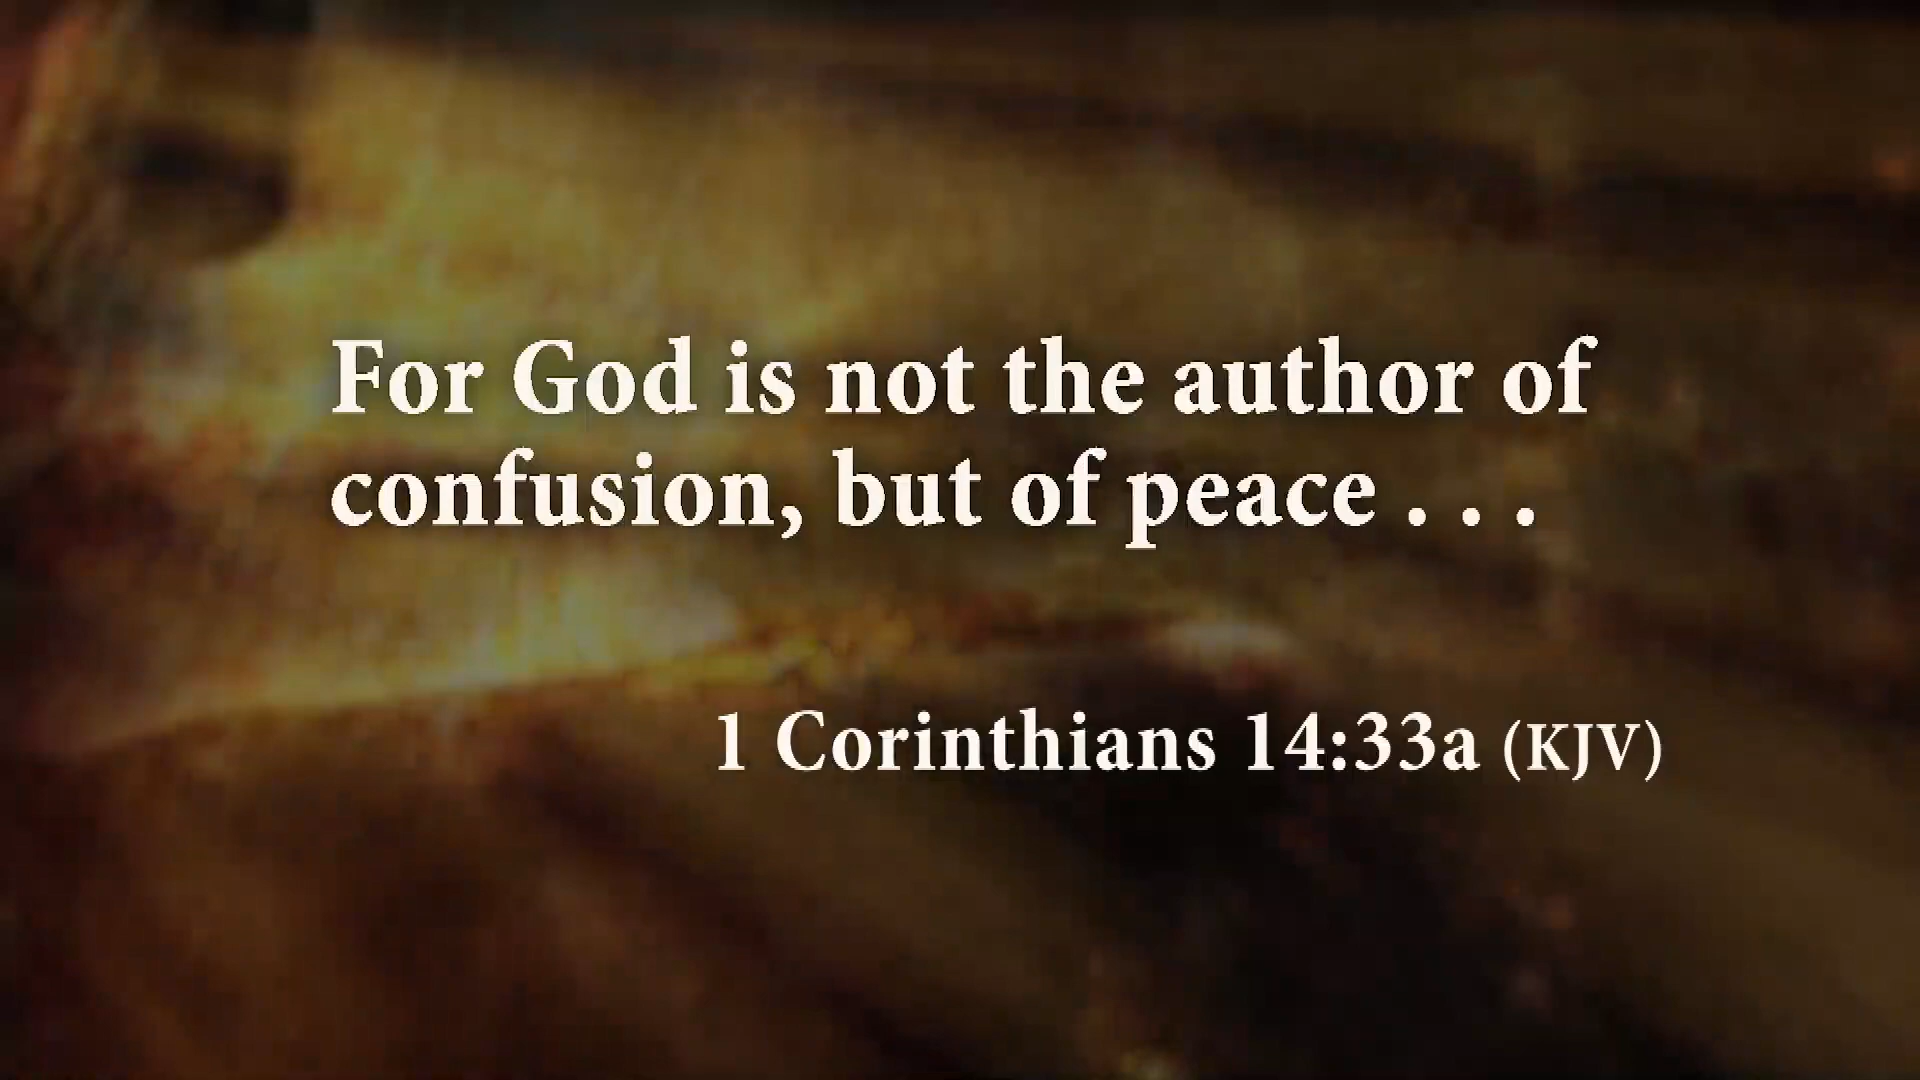 For God is not the author of
confusion, but of peace . . .
1 Corinthians 14:33a (KJV)